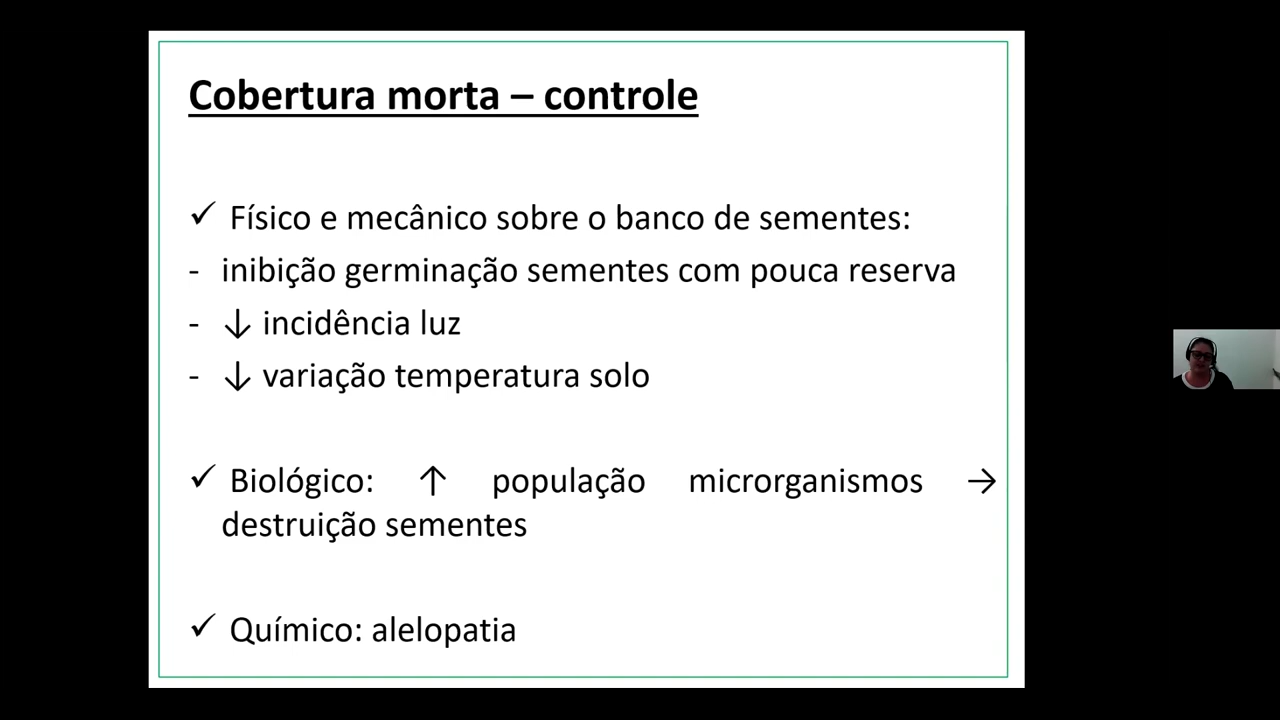 Cobertura morta – controle
✓ Físico e mecânico sobre o banco de sementes:
- inibição germinação sementes com pouca reserva
- ↓ incidência luz
- ↓ variação temperatura solo
✓ Biológico: ↑ população microrganismos →
destruição sementes
✓ Químico: alelopatia